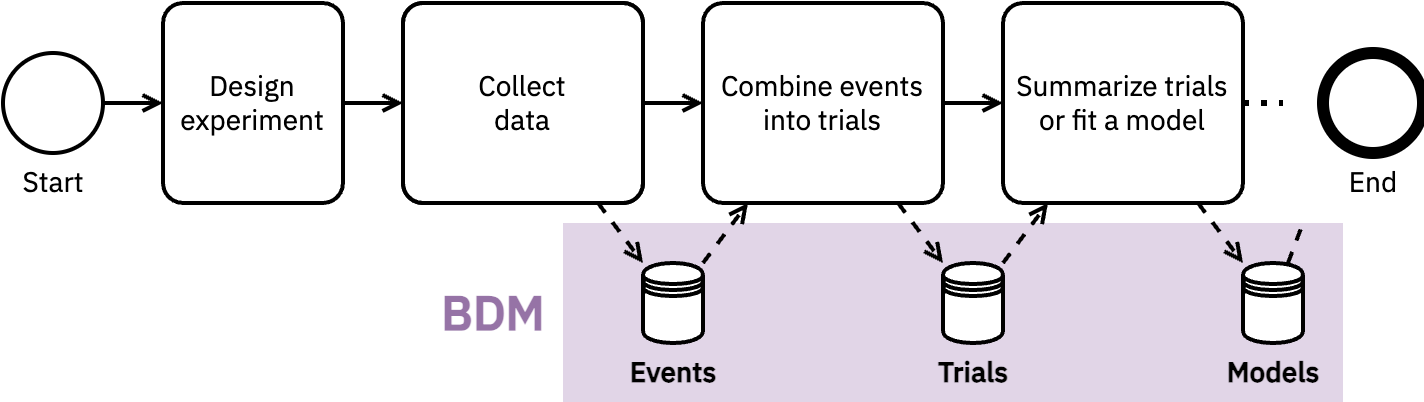 Design
experiment
Collect
data
Combine events
into trials
Summarize trials
or fit a model
Start
End
BDM
Events
Trials
Models